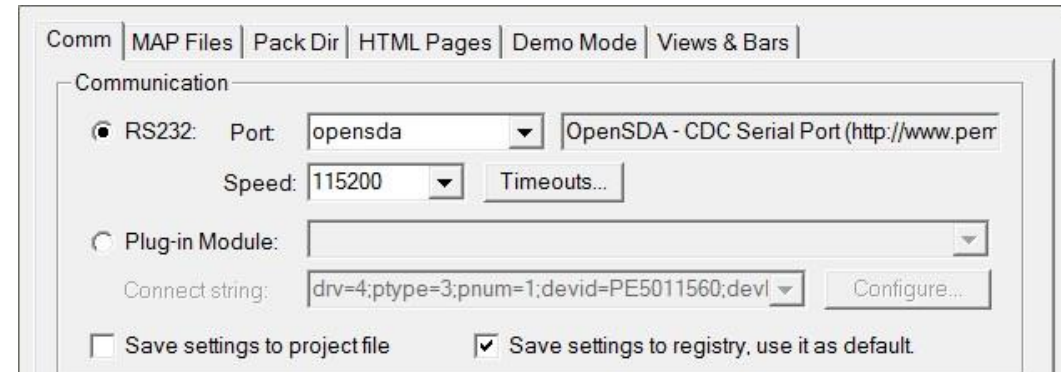 Comm MAP Files Pack Dir HTML Pages Demo Mode Views & Bars
Communication
RS232: Port: opensda OpenSDA - CDC Serial Port (http://www.pem
Speed: 115200 Timeouts...
Plug-in Module:
Connect string: drv=4;ptype=3;pnum=1;devid=PE5011560;devI Configure...
Save settings to project file Save settings to registry, use it as default.